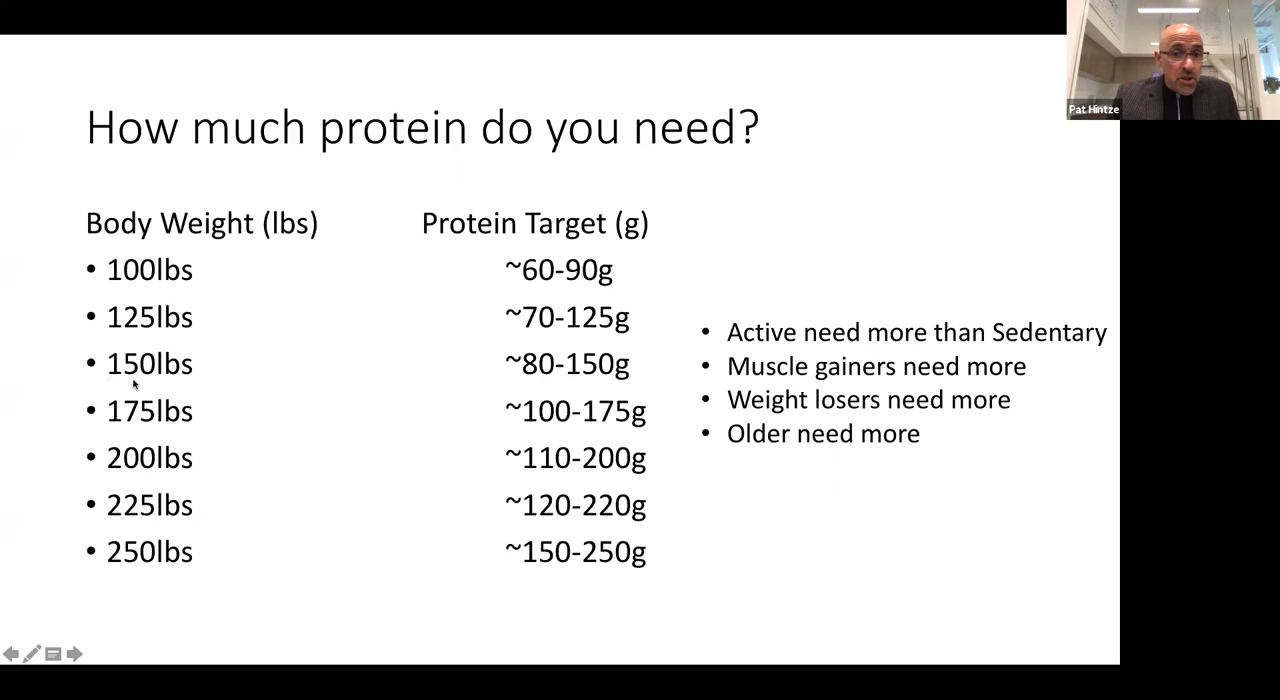 How much protein do you need?
Body Weight (lbs) Protein Target (g)
• 100lbs ~60-90g
• 125lbs ~70-125g
• 150lbs ~80-150g
• 175lbs ~100-175g
• 200lbs ~110-200g
• 225lbs ~120-220g
• 250lbs ~150-250g
• Active need more than Sedentary
• Muscle gainers need more
• Weight losers need more
• Older need more
Pat Hintze